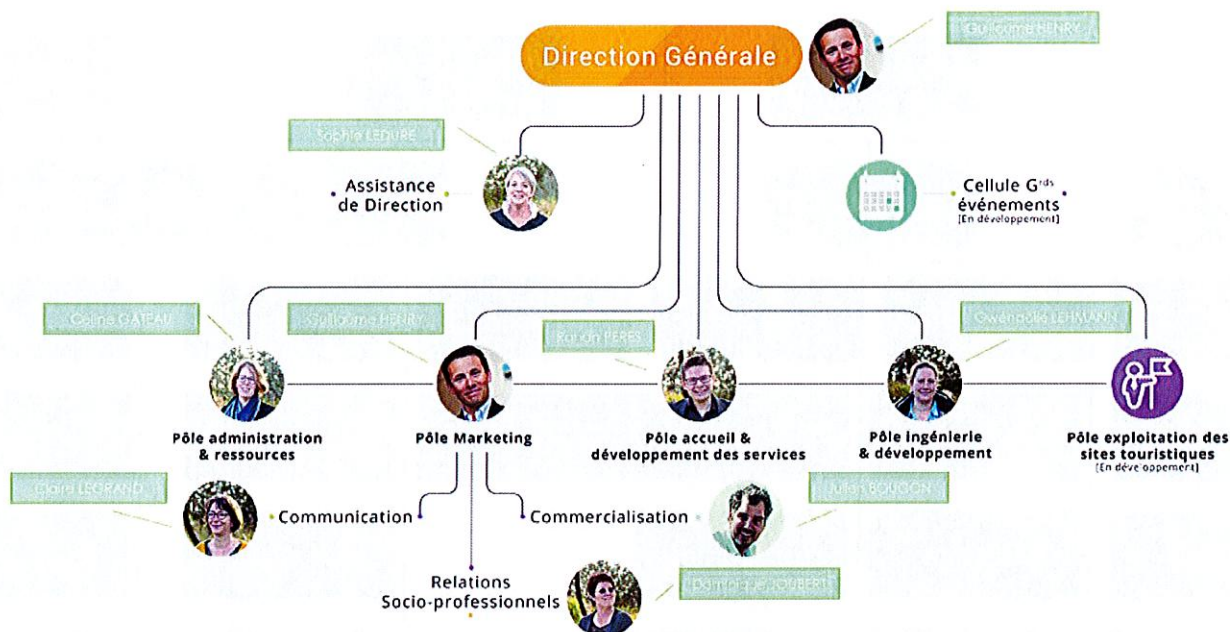 Guillaume HENRY
Direction Générale
Sophie LEDURE
Assistance
de Direction
Cellule Grds
événements
[En développement]
Céline GATEAU
Guillaume HENRY
Ronan PERES
Gwénaëlle LEHMANN
Pôle administration
& ressources
Pôle Marketing
Pôle accueil &
développement des services
Pôle ingénierie
& développement
Pôle exploitation des
sites touristiques
[En développement]
Claire LEGRAND
Communication
Commercialisation
Julien BOUGON
Relations
Socio-professionnels
Dominique JOUBERT